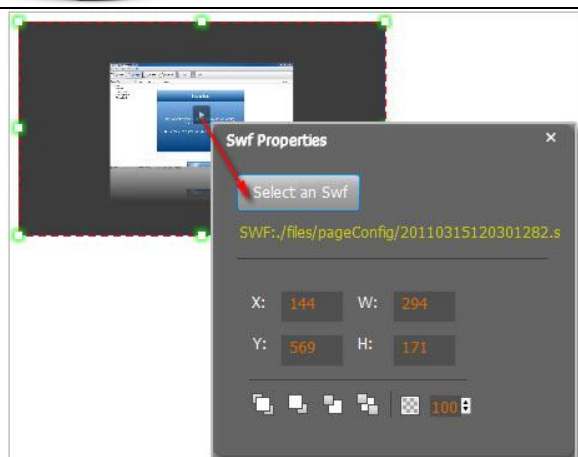 Swf Properties
Select an Swf
SWF:./files/pageConfig/20110315120301282.s
X: 144 W: 294
Y: 569 H: 171
100